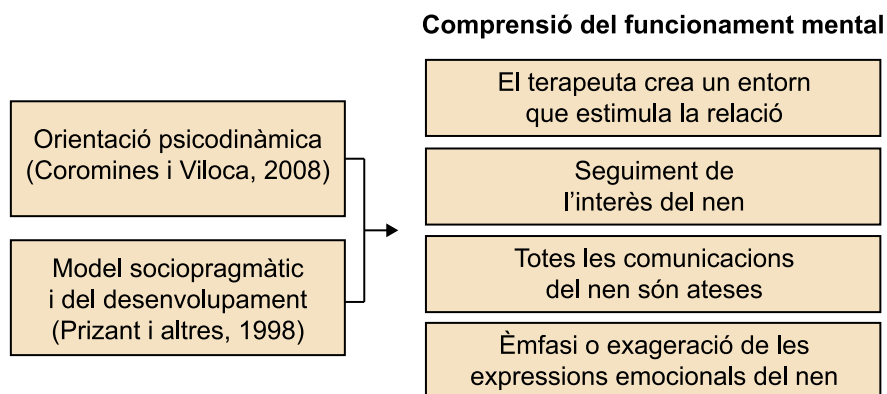 Comprensió del funcionament mental
Orientació psicodinàmica
(Coromines i Viloca, 2008)
Model sociopragmàtic
i del desenvolupament
(Prizant i altres, 1998)
El terapeuta crea un entorn
que estimula la relació
Seguiment de
l’interès del nen
Totes les comunicacions
del nen són ateses
Èmfasi o exageració de les
expressions emocionals del nen